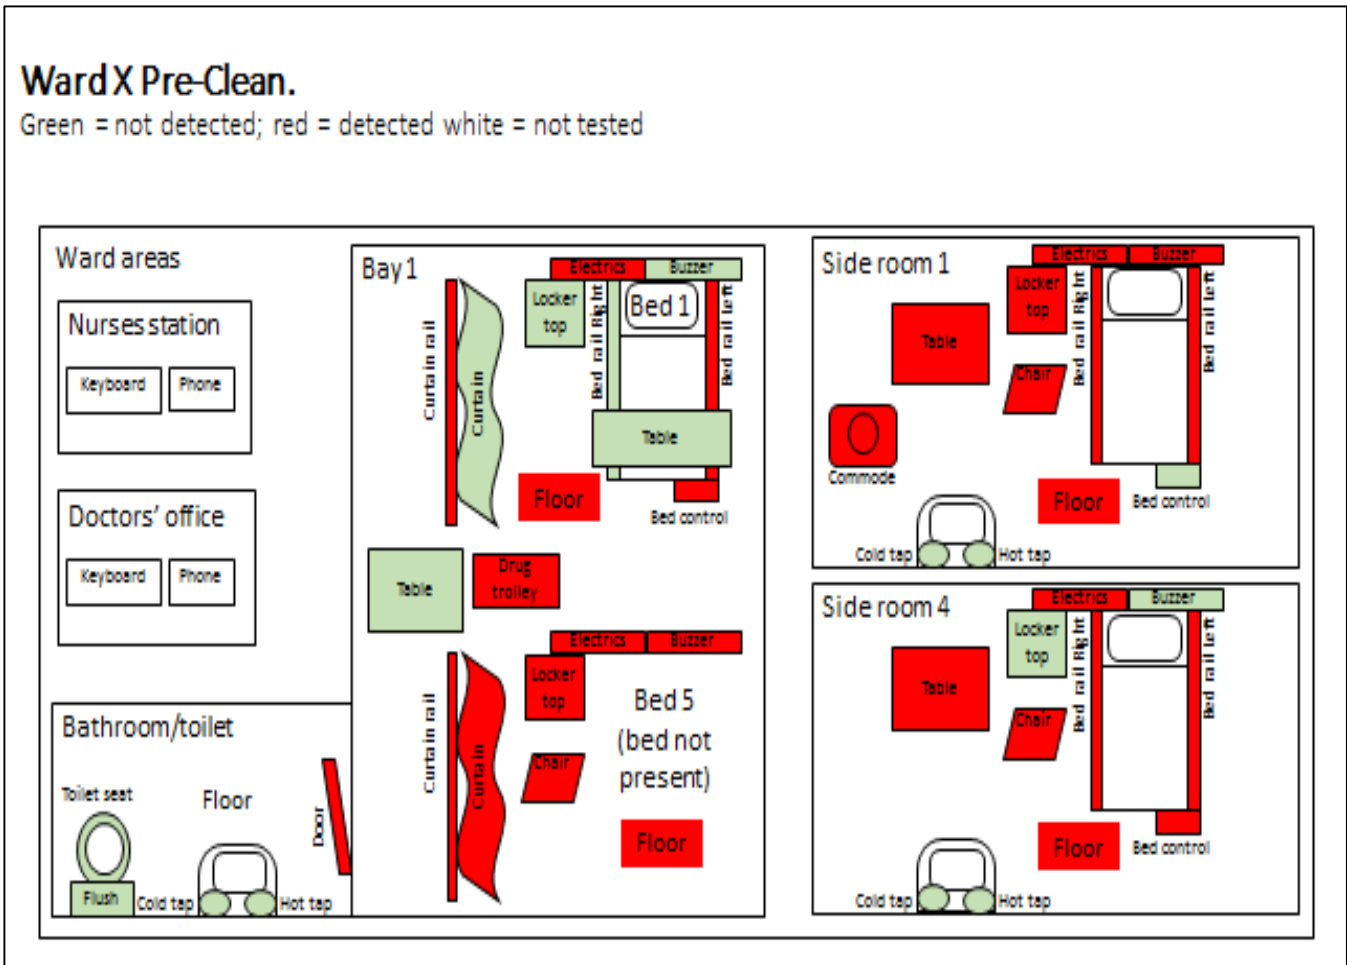 Ward X Pre-Clean.
Green = not detected; red = detected white = not tested
Ward areas
Nurses station
Keyboard
Phone
Doctors' office
Keyboard
Phone
Bathroom/toilet
Toilet seat
Floor
Door
Flush
Cold tap
Hot tap
Bay 1
Electrics
Buzzer
Locker
top
Bed 1
Curtain rail
Curtain
Bed rail Right
Bed rail Left
Table
Floor
Bed control
Table
Drug
trolley
Electrics
Buzzer
Locker
top
Curtain rail
Curtain
Chair
Bed 5
(bed not
present)
Floor
Side room 1
Electrics
Buzzer
Locker
top
Table
Chair
Bed rail Right
Bed rail Left
Commode
Floor
Bed control
Cold tap
Hot tap
Side room 4
Electrics
Buzzer
Locker
top
Table
Chair
Bed rail Right
Bed rail Left
Floor
Bed control
Cold tap
Hot tap